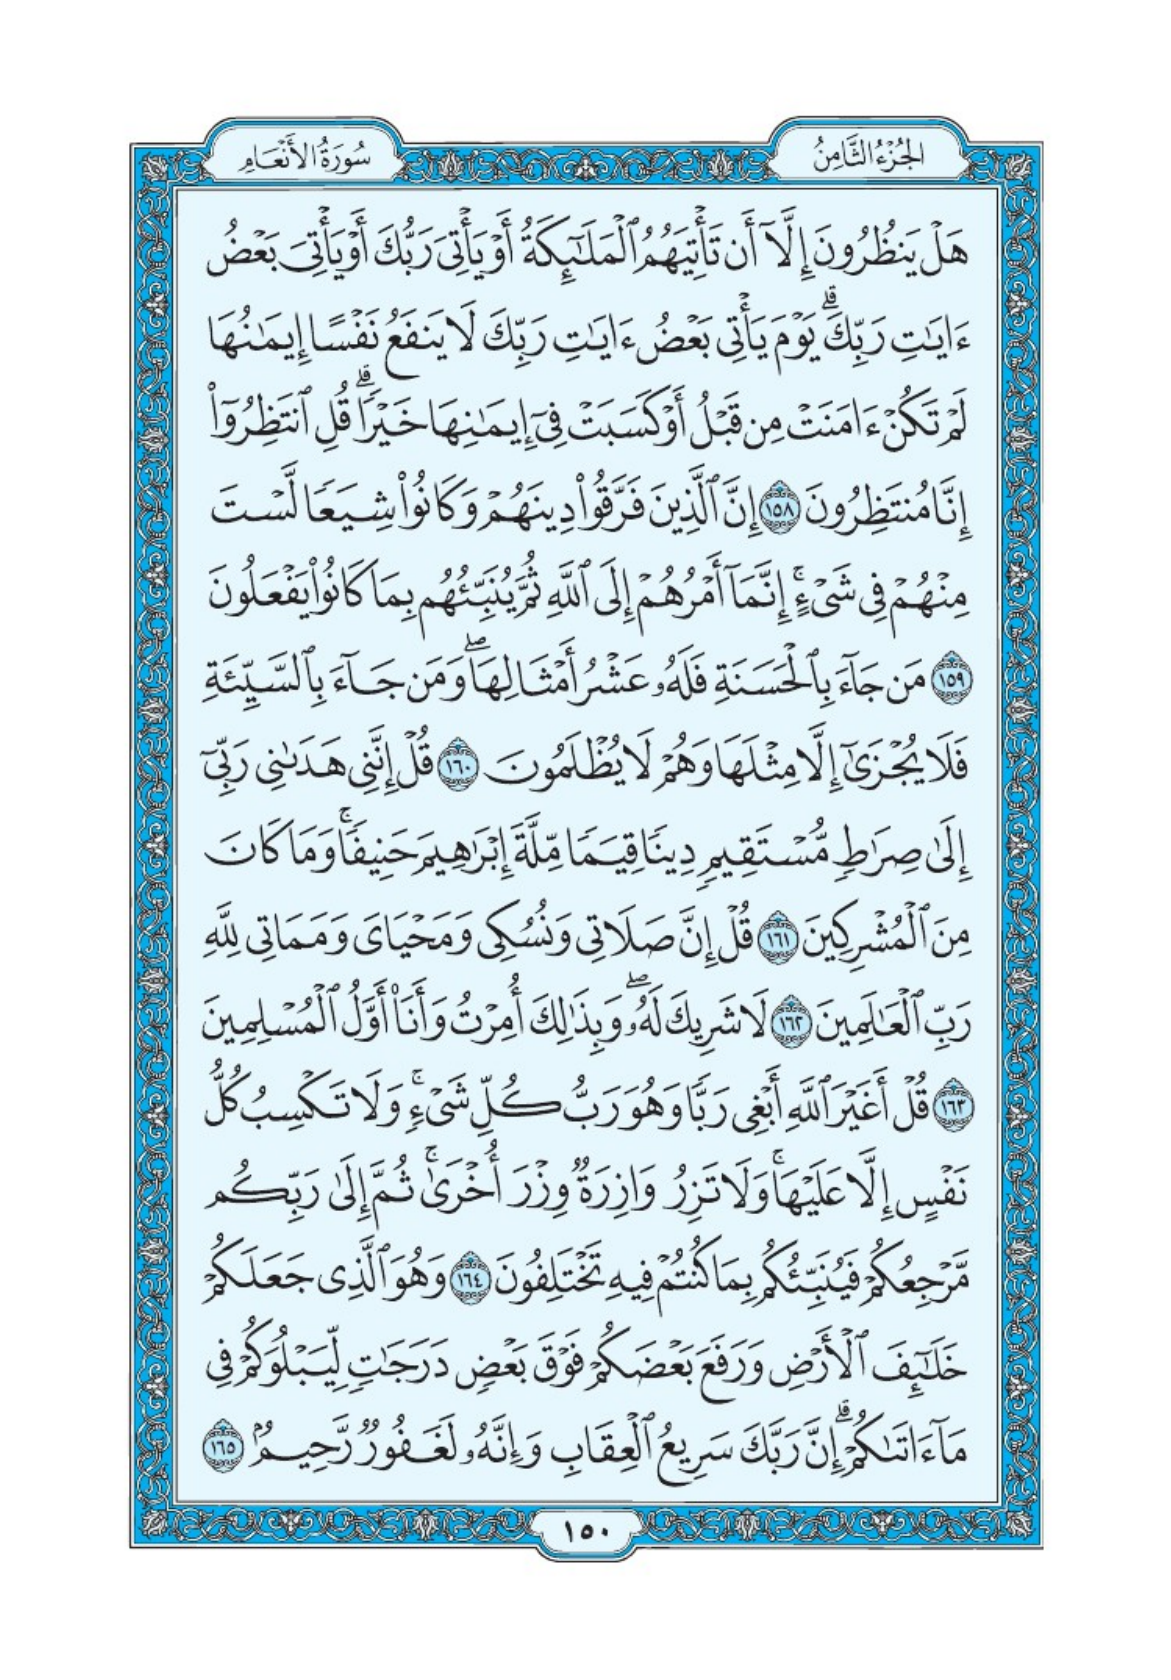 الجُزْءُ الثَّامِنُ
سُورَةُ الأَنْعَامِ
هَلْ يَنظُرُونَ إِلَّآ أَن تَأْتِيَهُمُ ٱلْمَلَٰٓئِكَةُ أَوْ يَأْتِىَ رَبُّكَ أَوْ يَأْتِىَ بَعْضُ
ءَايَٰتِ رَبِّكَ ۗ يَوْمَ يَأْتِى بَعْضُ ءَايَٰتِ رَبِّكَ لَا يَنفَعُ نَفْسًا إِيمَٰنُهَا
لَمْ تَكُنْ ءَامَنَتْ مِن قَبْلُ أَوْ كَسَبَتْ فِىٓ إِيمَٰنِهَا خَيْرًا ۗ قُلِ ٱنتَظِرُوٓا۟
إِنَّا مُنتَظِرُونَ ١٥٨ إِنَّ ٱلَّذِينَ فَرَّقُوا۟ دِينَهُمْ وَكَانُوا۟ شِيَعًا لَّسْتَ
مِنْهُمْ فِى شَىْءٍ ۚ إِنَّمَآ أَمْرُهُمْ إِلَى ٱللَّهِ ثُمَّ يُنَبِّئُهُم بِمَا كَانُوا۟ يَفْعَلُونَ
١٥٩ مَن جَآءَ بِٱلْحَسَنَةِ فَلَهُۥ عَشْرُ أَمْثَالِهَا ۖ وَمَن جَآءَ بِٱلسَّيِّئَةِ
فَلَا يُجْزَىٰٓ إِلَّا مِثْلَهَا وَهُمْ لَا يُظْلَمُونَ ١٦٠ قُلْ إِنَّنِى هَدَىٰنِى رَبِّىٓ
إِلَىٰ صِرَٰطٍ مُّسْتَقِيمٍ دِينًا قِيَمًا مِّلَّةَ إِبْرَٰهِيمَ حَنِيفًا ۚ وَمَا كَانَ
مِنَ ٱلْمُشْرِكِينَ ١٦١ قُلْ إِنَّ صَلَاتِى وَنُسُكِى وَمَحْيَاىَ وَمَمَاتِى لِلَّهِ
رَبِّ ٱلْعَٰلَمِينَ ١٦٢ لَا شَرِيكَ لَهُۥ ۖ وَبِذَٰلِكَ أُمِرْتُ وَأَنَا۠ أَوَّلُ ٱلْمُسْلِمِينَ
١٦٣ قُلْ أَغَيْرَ ٱللَّهِ أَبْغِى رَبًّا وَهُوَ رَبُّ كُلِّ شَىْءٍ ۚ وَلَا تَكْسِبُ كُلُّ
نَفْسٍ إِلَّا عَلَيْهَا ۚ وَلَا تَزِرُ وَازِرَةٌ وِزْرَ أُخْرَىٰ ۚ ثُمَّ إِلَىٰ رَبِّكُم
مَّرْجِعُكُمْ فَيُنَبِّئُكُم بِمَا كُنتُمْ فِيهِ تَخْتَلِفُونَ ١٦٤ وَهُوَ ٱلَّذِى جَعَلَكُمْ
خَلَٰٓئِفَ ٱلْأَرْضِ وَرَفَعَ بَعْضَكُمْ فَوْقَ بَعْضٍ دَرَجَٰتٍ لِّيَبْلُوَكُمْ فِى
مَآ ءَاتَىٰكُمْ ۗ إِنَّ رَبَّكَ سَرِيعُ ٱلْعِقَابِ وَإِنَّهُۥ لَغَفُورٌ رَّحِيمٌۢ ١٦٥
١٥٠